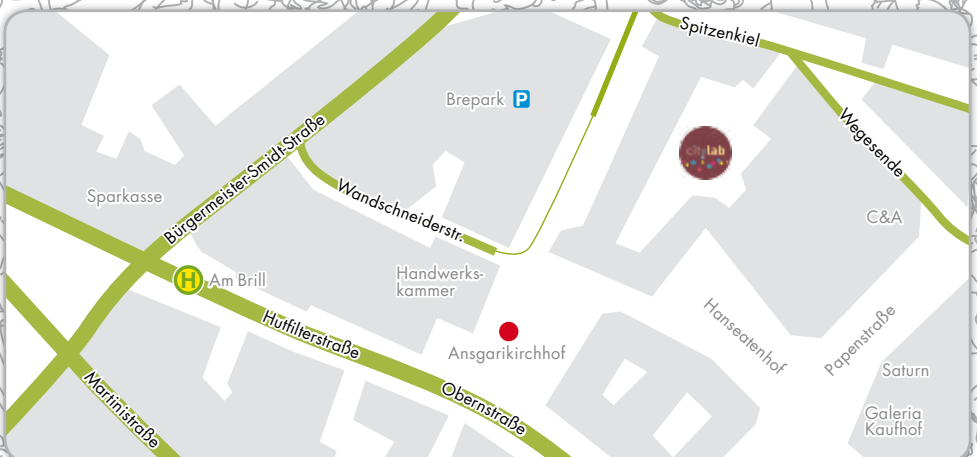 Spitzenkiel
Brepark P
Wegesende
citylab
Bürgermeister-Smidt-Straße
Sparkasse
Wandschneiderstr.
C&A
H Am Brill
Handwerks-
kammer
Hanseatenhof
Papenstraße
Hutfilterstraße
Ansgarikirchhof
Saturn
Martinistraße
Obernstraße
Galeria
Kaufhof